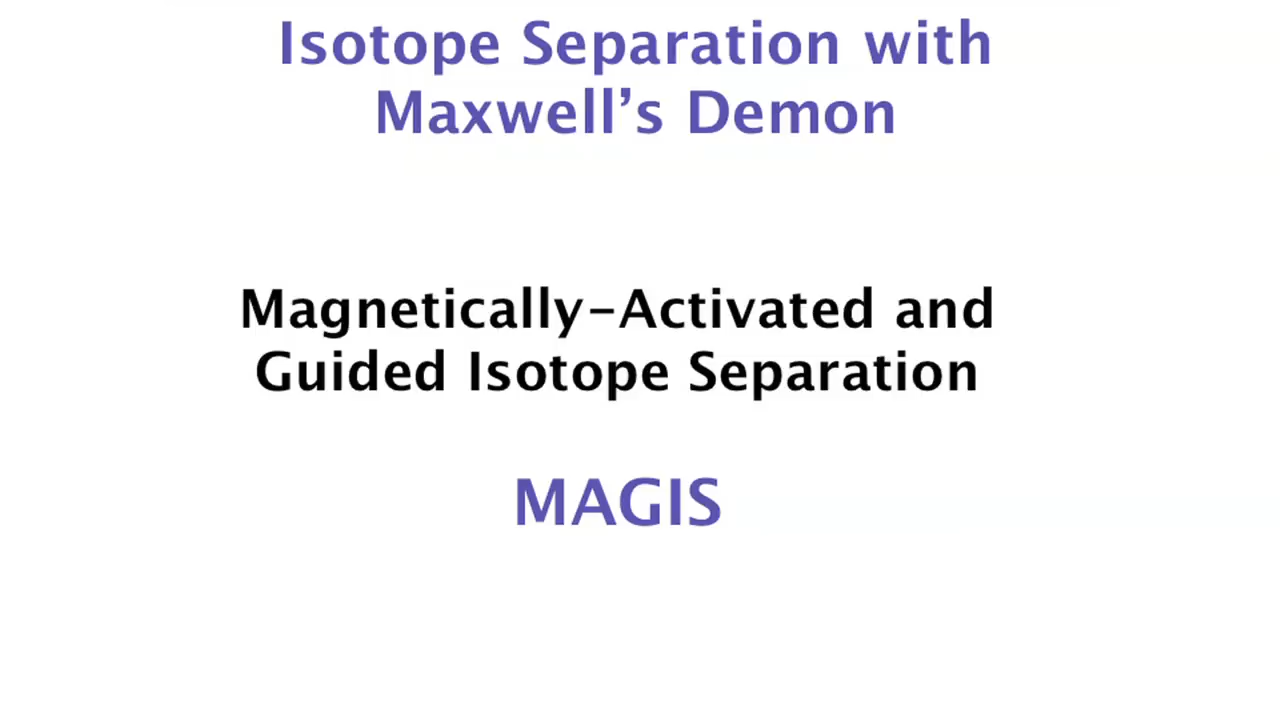 Isotope Separation with
Maxwell’s Demon
Magnetically-Activated and
Guided Isotope Separation
MAGIS